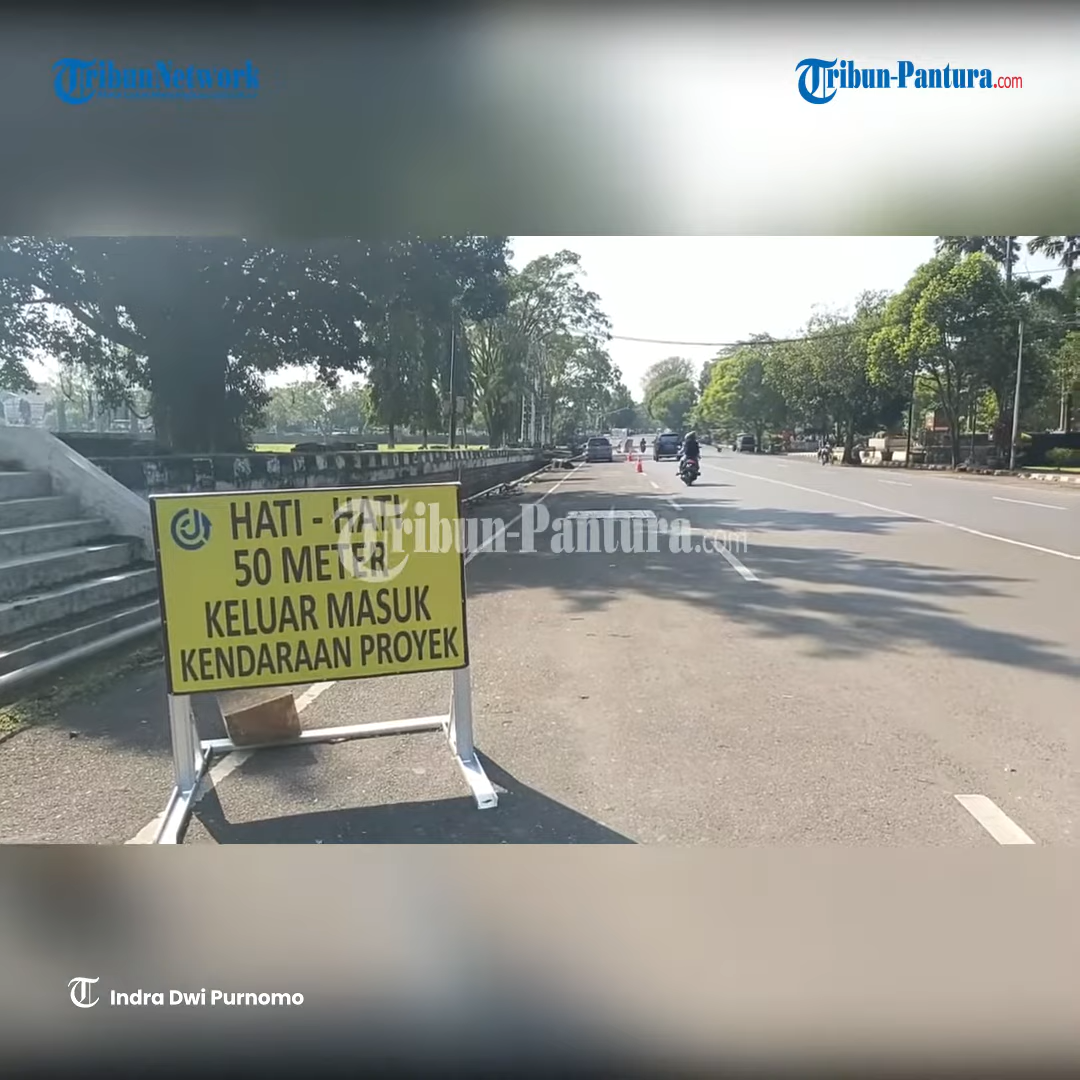 TribunNetwork
Tribun-Pantura.com
HATI - HATI
50 METER
KELUAR MASUK
KENDARAAN PROYEK
Tribun-Pantura.com
Indra Dwi Purnomo